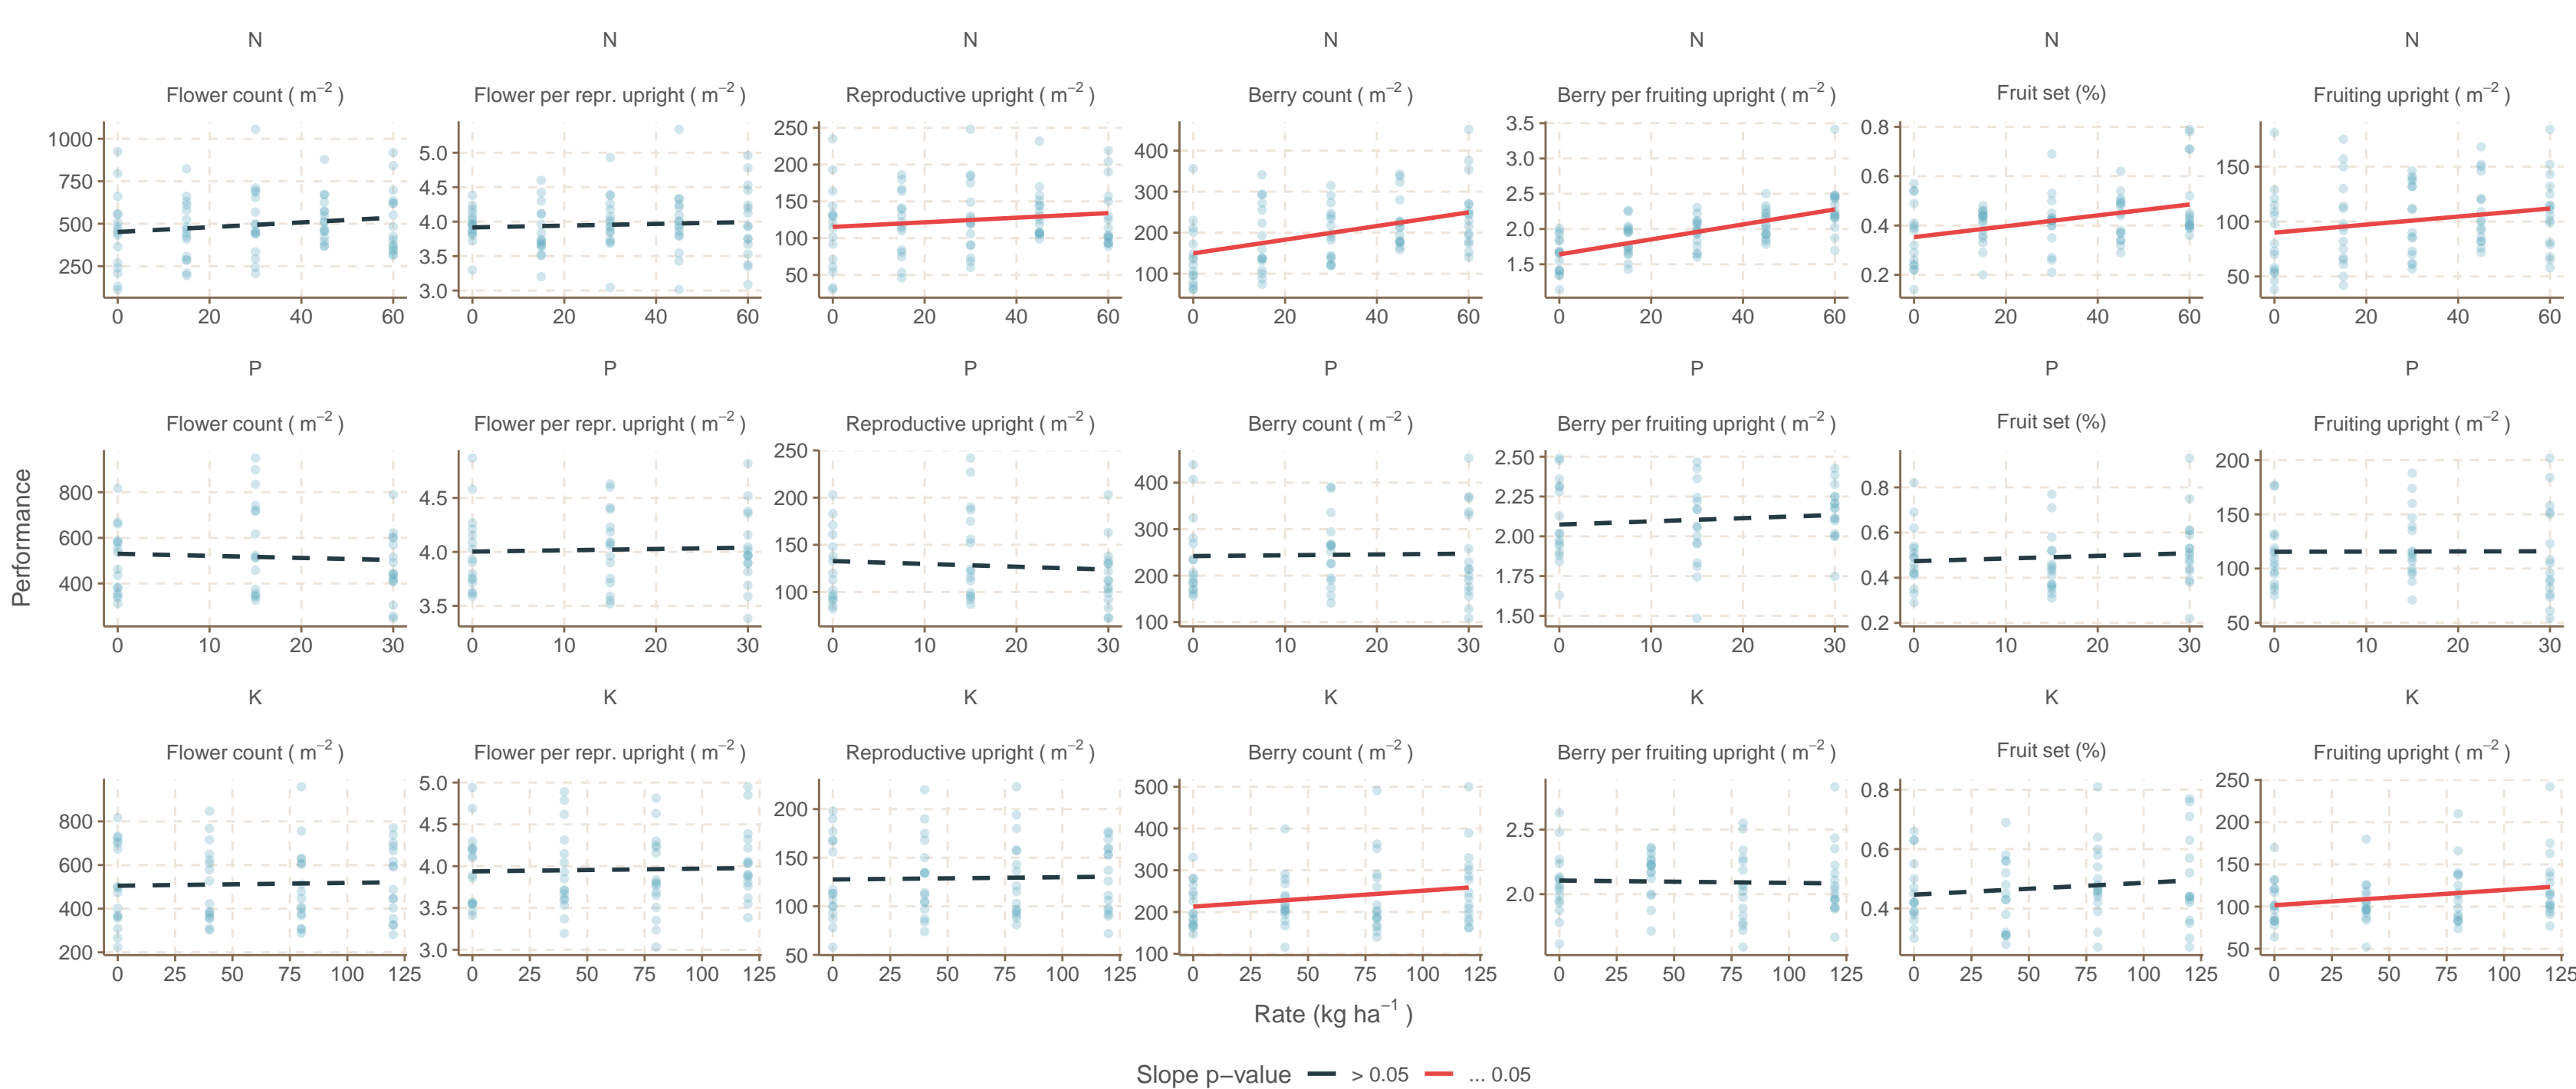 N N N N N N N
Flower count ( m−2 ) Flower per repr. upright ( m−2 ) Reproductive upright ( m−2 ) Berry count ( m−2 ) Berry per fruiting upright ( m−2 ) Fruit set (%) Fruiting upright ( m−2 )
1000 750 500 250
5.0 4.5 4.0 3.5 3.0
250 200 150 100 50
400 300 200 100
3.5 3.0 2.5 2.0 1.5
0.8 0.6 0.4 0.2
150 100 50
0 20 40 60 0 20 40 60 0 20 40 60 0 20 40 60 0 20 40 60 0 20 40 60 0 20 40 60
P P P P P P P
Flower count ( m−2 ) Flower per repr. upright ( m−2 ) Reproductive upright ( m−2 ) Berry count ( m−2 ) Berry per fruiting upright ( m−2 ) Fruit set (%) Fruiting upright ( m−2 )
Performance
800 600 400
4.5 4.0 3.5
250 200 150 100
400 300 200 100
2.50 2.25 2.00 1.75 1.50
0.8 0.6 0.4 0.2
200 150 100 50
0 10 20 30 0 10 20 30 0 10 20 30 0 10 20 30 0 10 20 30 0 10 20 30 0 10 20 30
K K K K K K K
Flower count ( m−2 ) Flower per repr. upright ( m−2 ) Reproductive upright ( m−2 ) Berry count ( m−2 ) Berry per fruiting upright ( m−2 ) Fruit set (%) Fruiting upright ( m−2 )
800 600 400 200
5.0 4.5 4.0 3.5 3.0
200 150 100 50
500 400 300 200 100
2.5 2.0
0.8 0.6 0.4
250 200 150 100 50
0 25 50 75 100 125 0 25 50 75 100 125 0 25 50 75 100 125 0 25 50 75 100 125 0 25 50 75 100 125 0 25 50 75 100 125 0 25 50 75 100 125
Rate (kg ha−1 )
Slope p−value > 0.05 ... 0.05